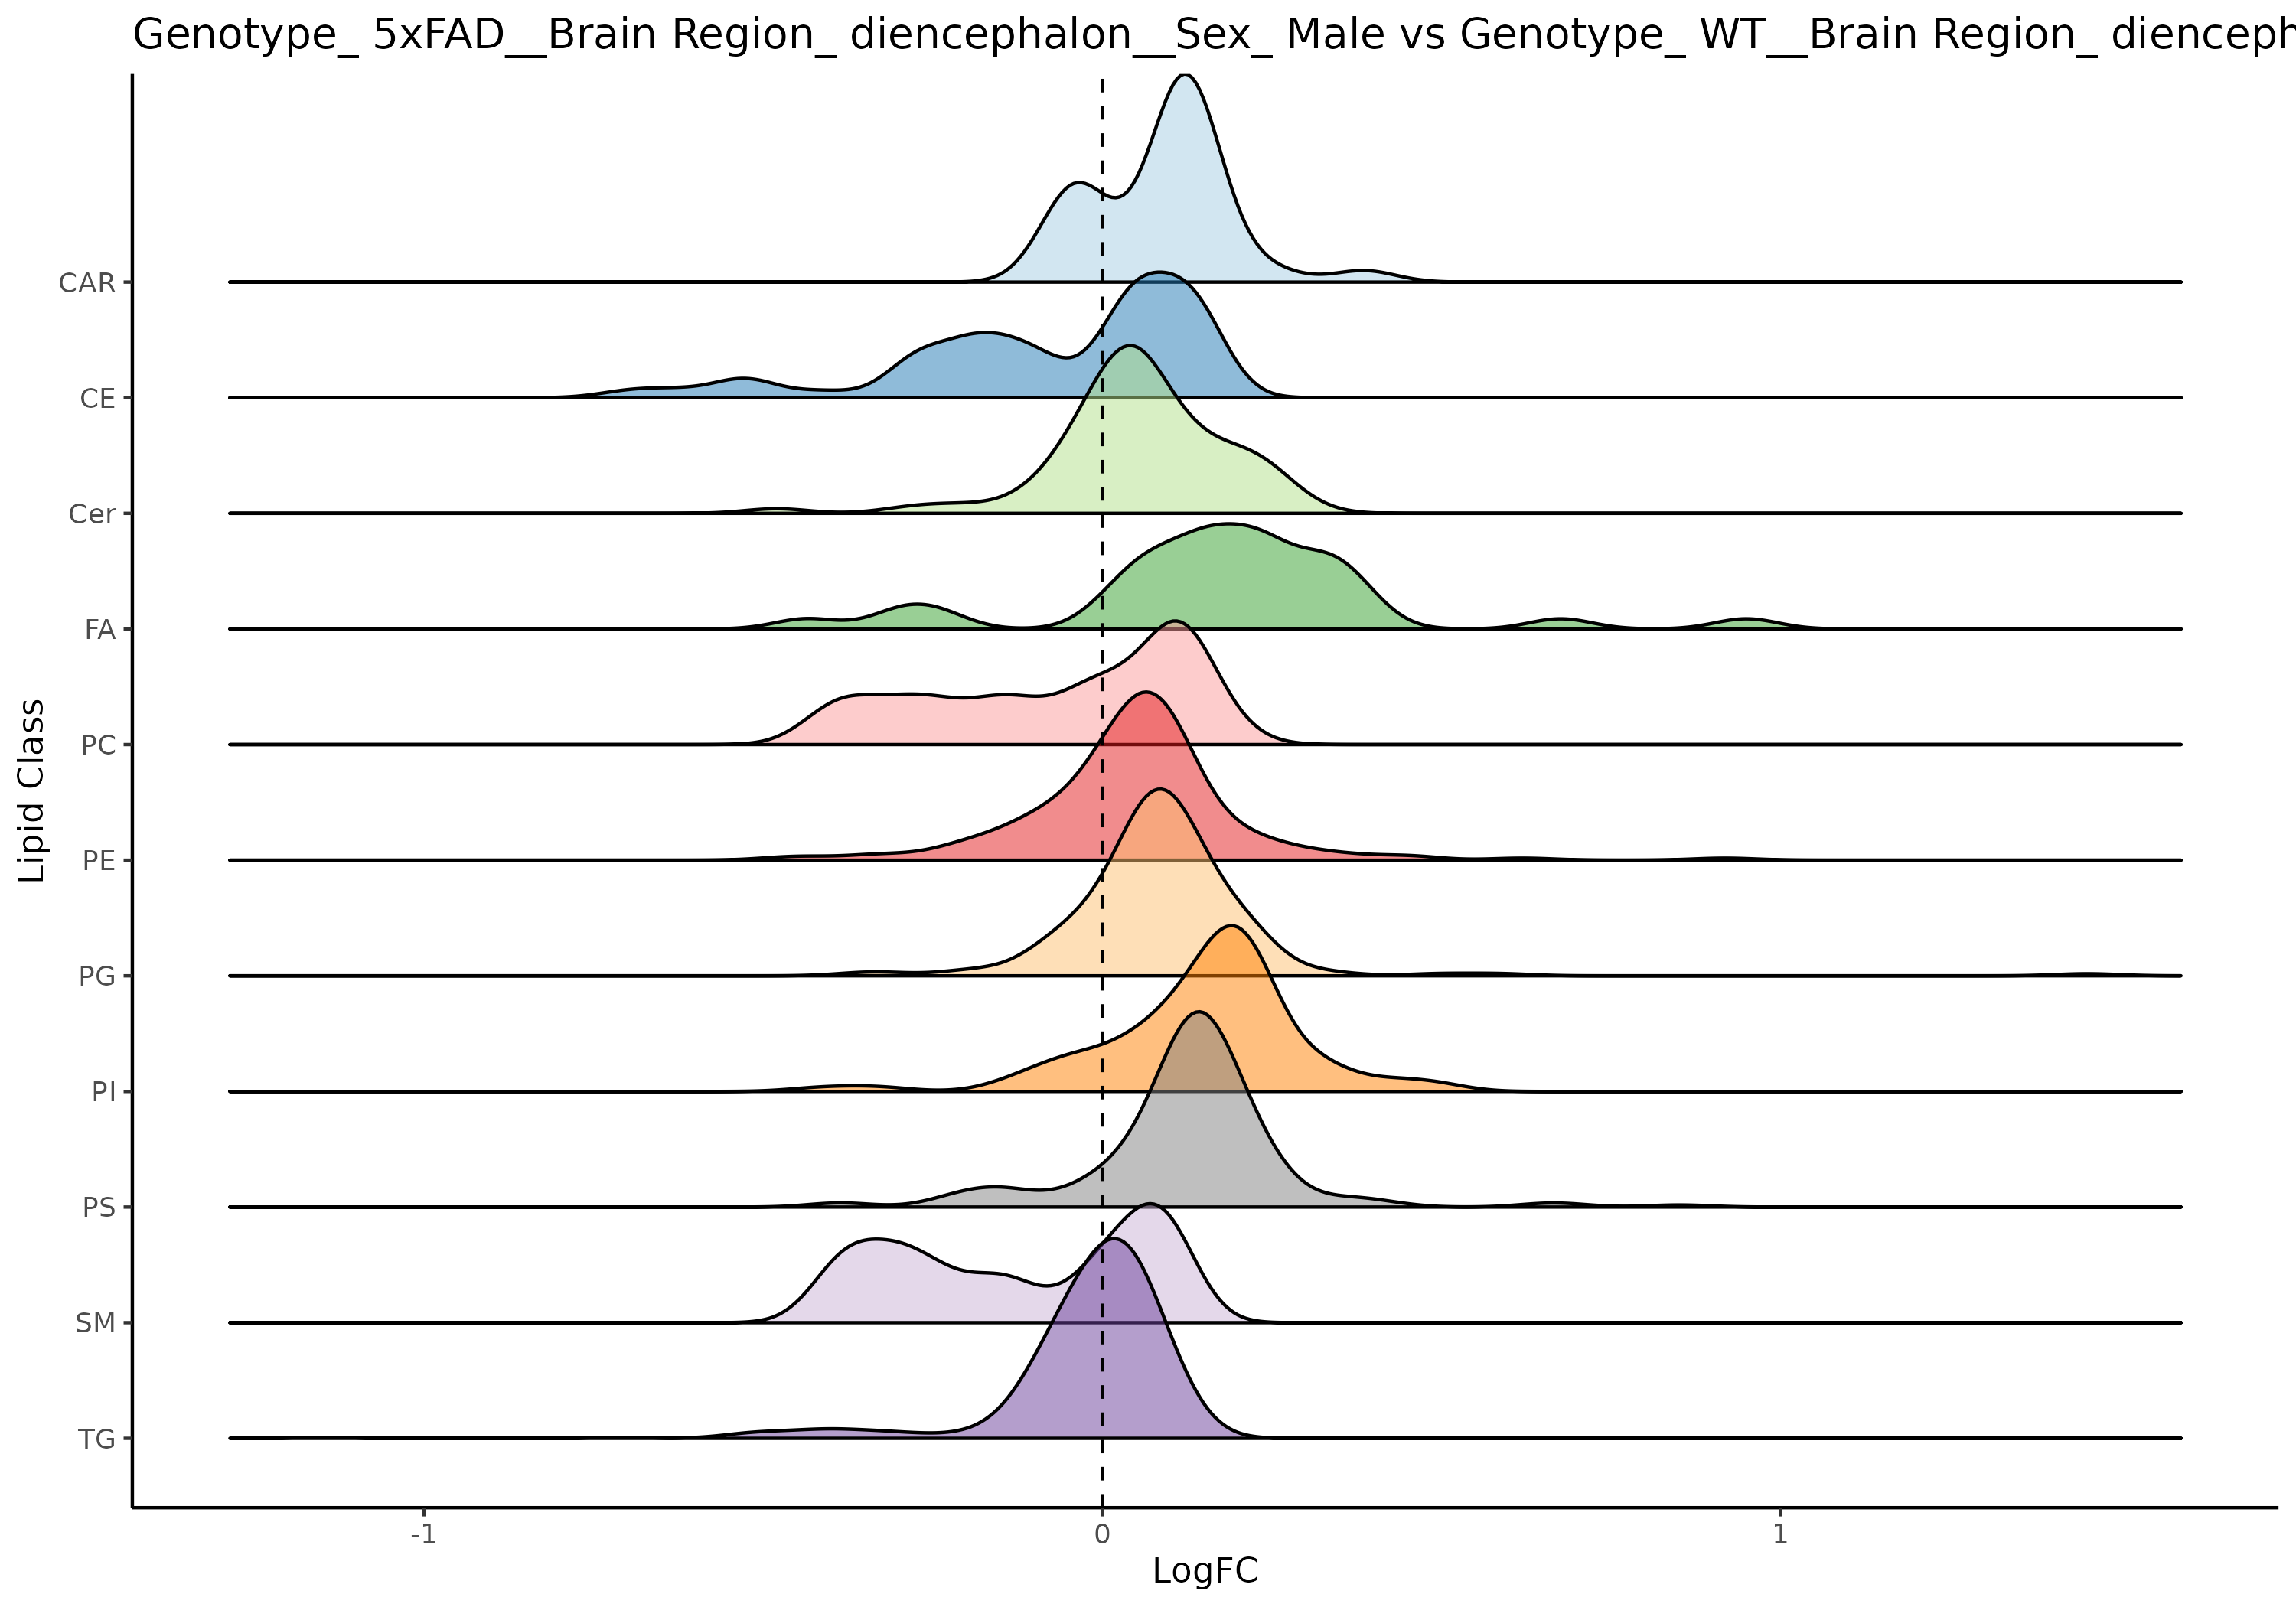 Genotype_ 5xFAD__Brain Region_ diencephalon__Sex_ Male vs Genotype_ WT__Brain Region_ dienceph
CAR
CE
Cer
FA
PC
PE
PG
PI
PS
SM
TG
Lipid Class
-1
0
1
LogFC